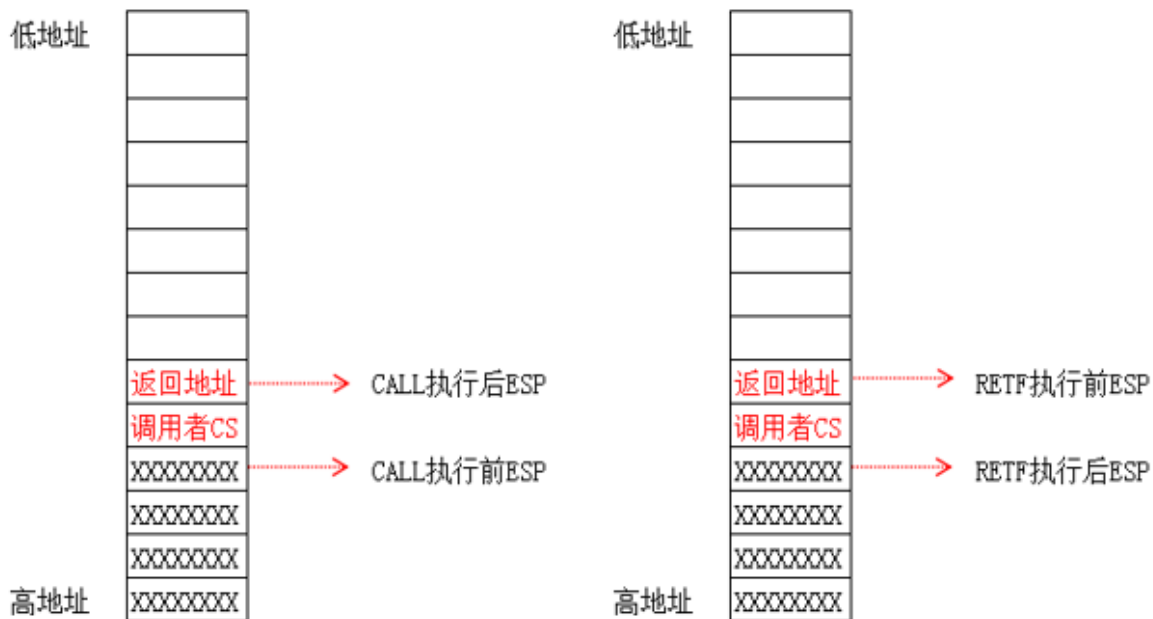 低地址
低地址
返回地址 CALL执行后ESP
返回地址 RETF执行前ESP
调用者CS
调用者CS
XXXXXXXX CALL执行前ESP
XXXXXXXX RETF执行后ESP
XXXXXXXX
XXXXXXXX
XXXXXXXX
XXXXXXXX
高地址 XXXXXXXX
高地址 XXXXXXXX